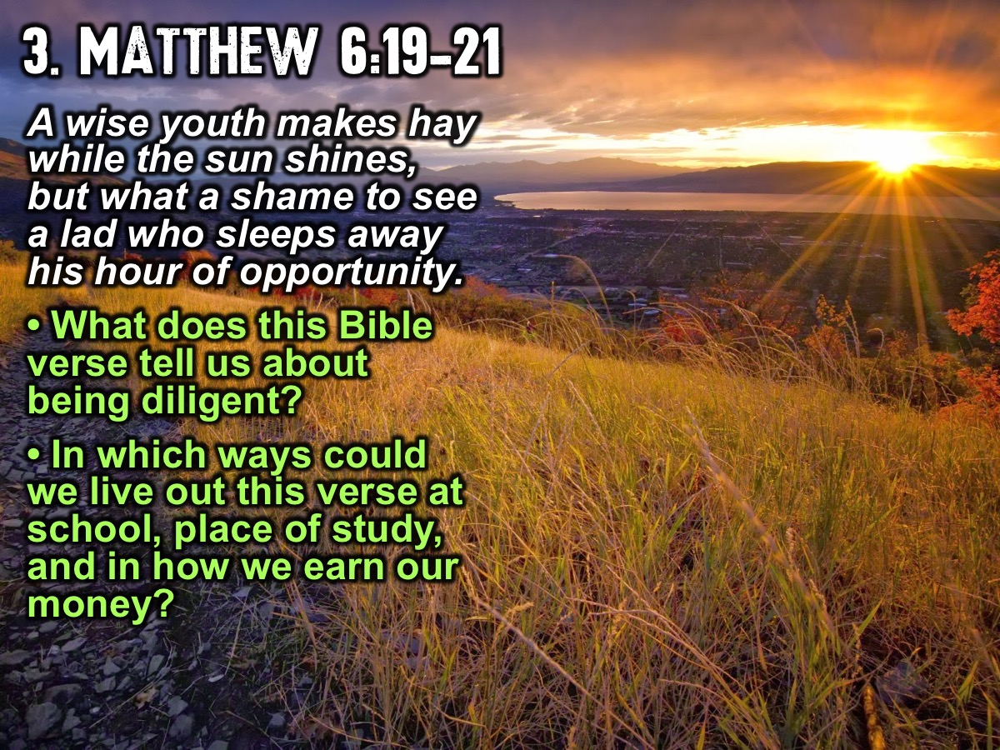 3. MATTHEW 6:19-21
A wise youth makes hay
while the sun shines,
but what a shame to see
a lad who sleeps away
his hour of opportunity.
• What does this Bible
verse tell us about
being diligent?
• In which ways could
we live out this verse at
school, place of study,
and in how we earn our
money?